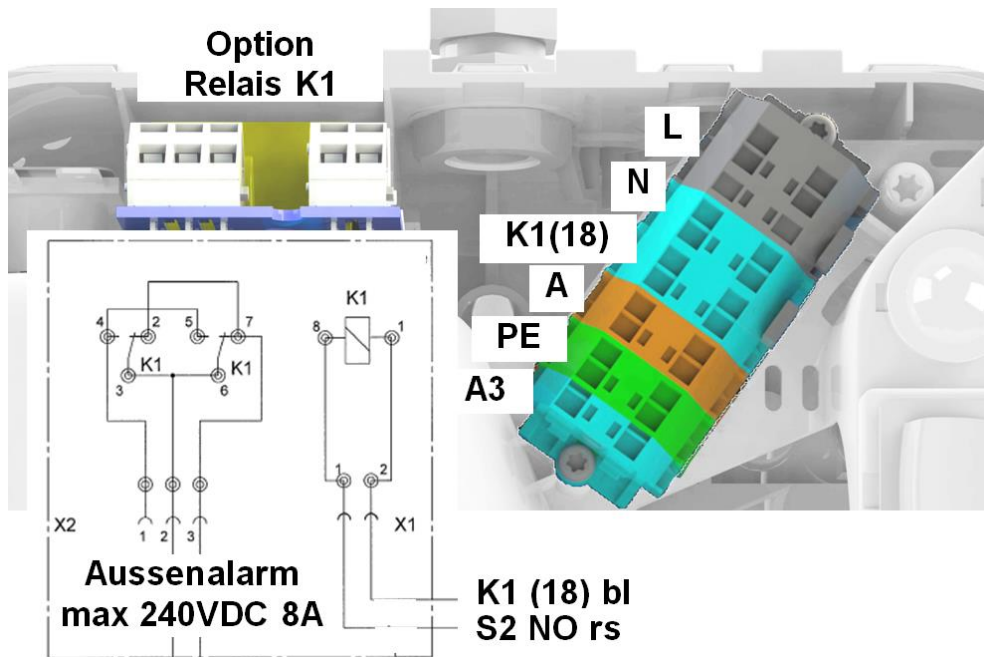 Option
Relais K1
L
N
K1(18)
A
PE
A3
K1
4 2 5 7
8 1
K1 K1
3 6
1 2
X2 1 2 3 X1
Aussenalarm
max 240VDC 8A
K1 (18) bl
S2 NO rs